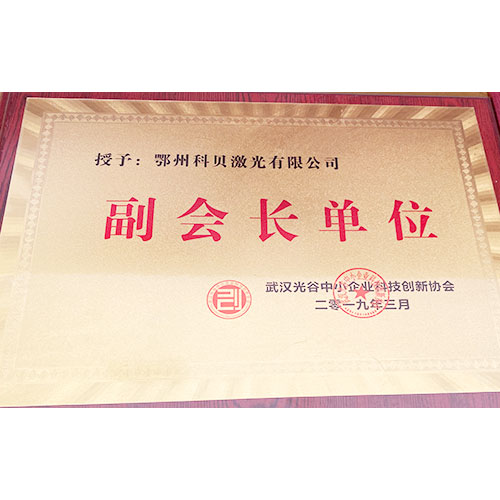 授予：鄂州科贝激光有限公司
副会长单位
武汉光谷中小企业科技创新协会
二零一九年三月